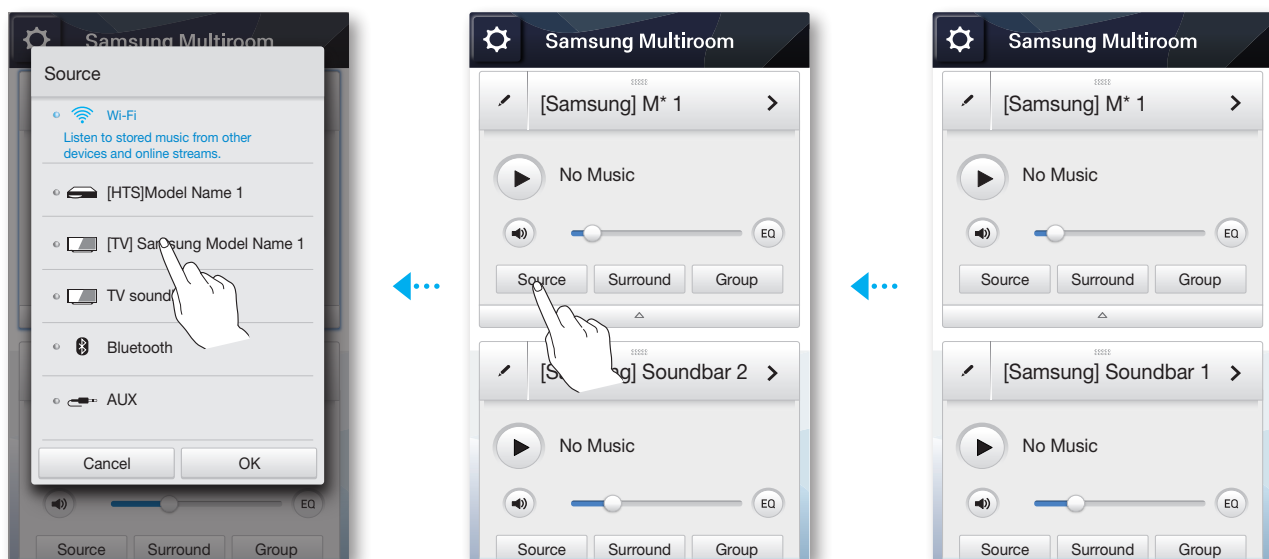 Samsung Multiroom
Source
Wi-Fi
Listen to stored music from other
devices and online streams.
[HTS]Model Name 1
[TV] Samsung Model Name 1
TV
Bluetooth
AUX
Cancel
OK
EQ
Source
Surround
Group
Samsung Multiroom
[Samsung] M* 1
No Music
EQ
Source
Surround
Group
Soundbar 2
No Music
EQ
Source
Surround
Group
Samsung Multiroom
[Samsung] M* 1
No Music
EQ
Source
Surround
Group
[Samsung] Soundbar 1
No Music
EQ
Source
Surround
Group